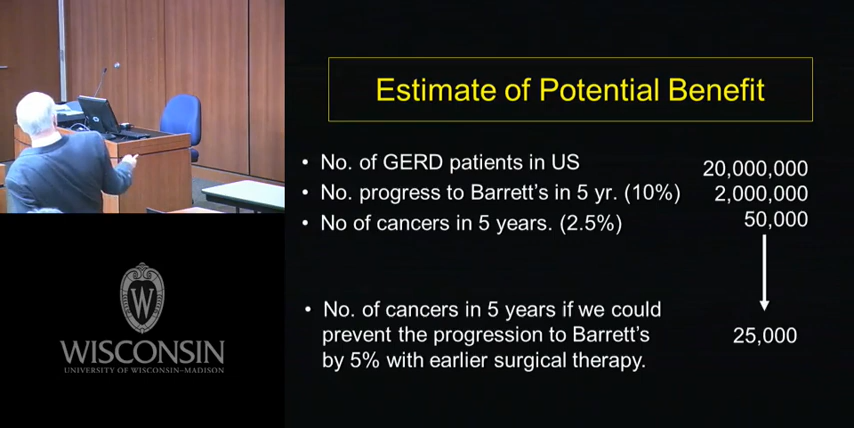 Estimate of Potential Benefit
• No. of GERD patients in US 20,000,000
• No. progress to Barrett's in 5 yr. (10%) 2,000,000
• No of cancers in 5 years. (2.5%) 50,000
• No. of cancers in 5 years if we could
prevent the progression to Barrett's 25,000
by 5% with earlier surgical therapy.
W
WISCONSIN
UNIVERSITY OF WISCONSIN–MADISON